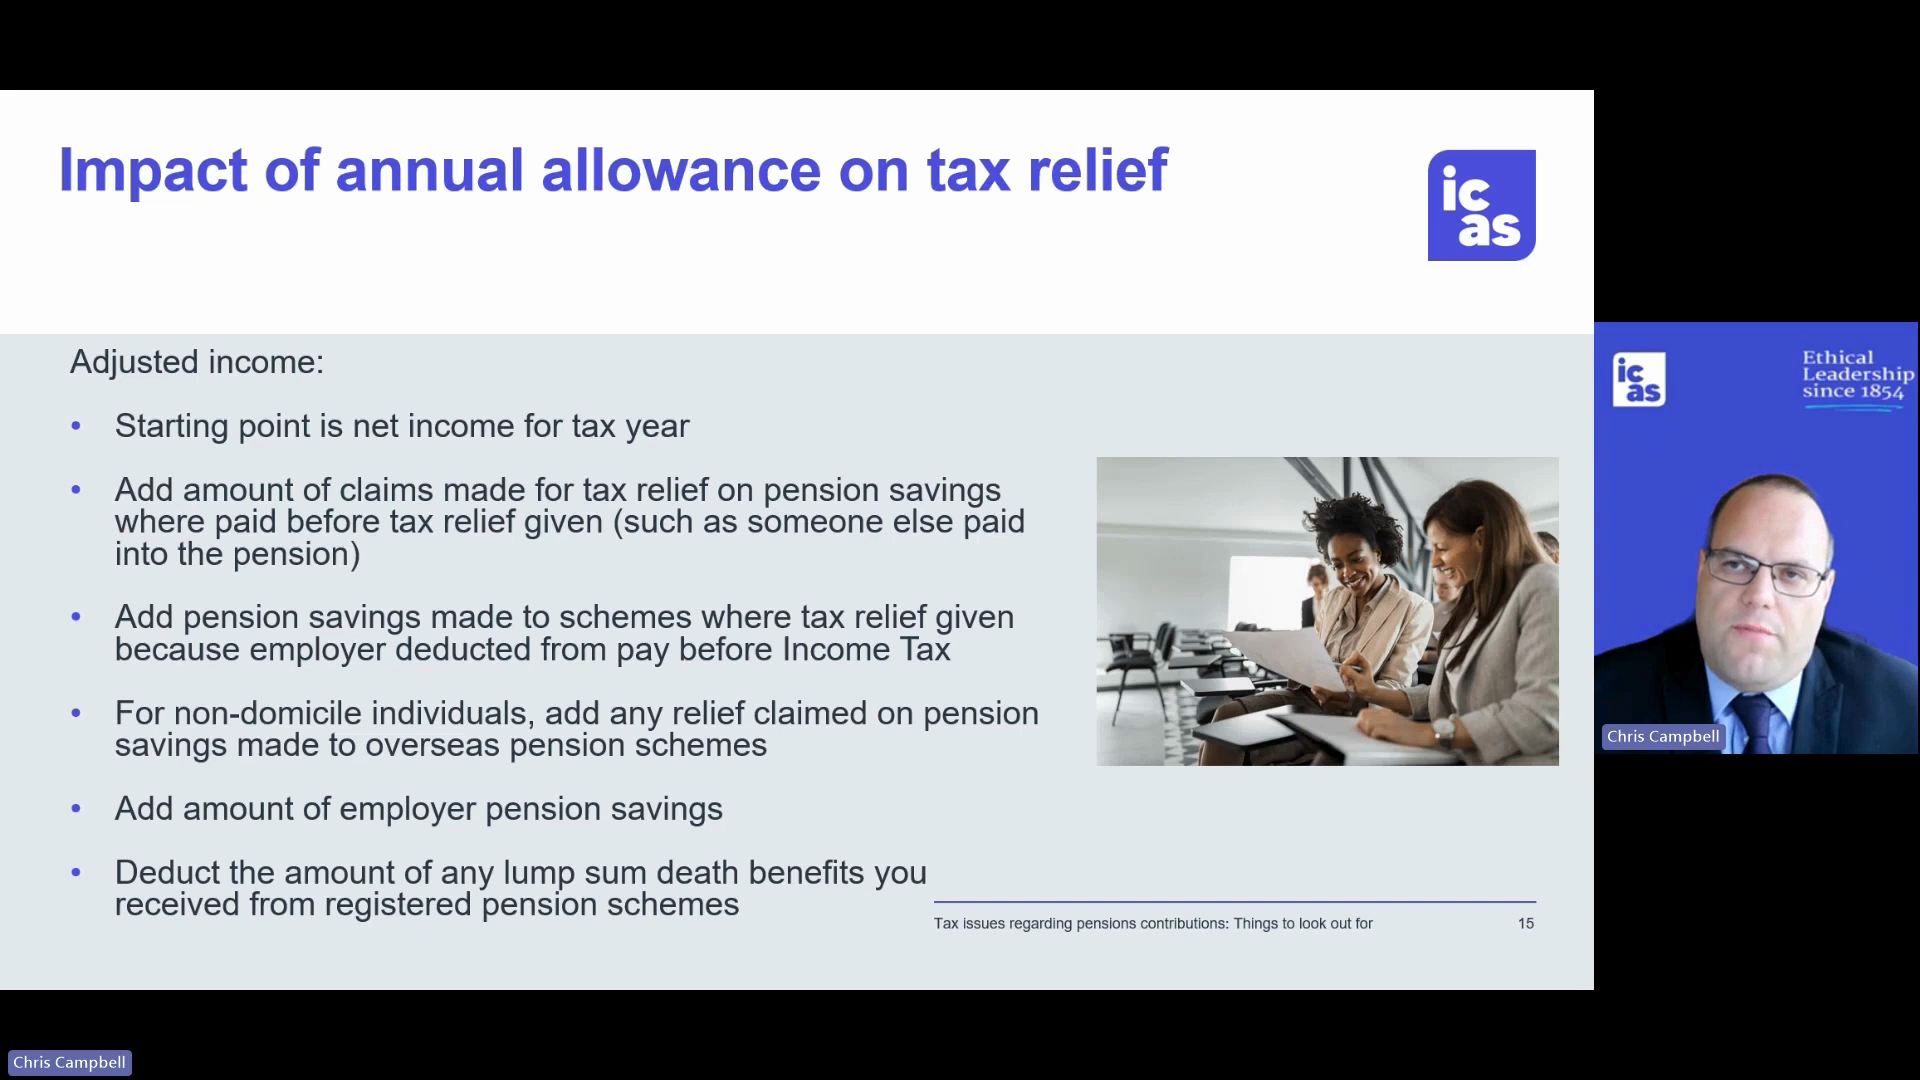 Impact of annual allowance on tax relief
ic
as
Adjusted income:
• Starting point is net income for tax year
• Add amount of claims made for tax relief on pension savings
where paid before tax relief given (such as someone else paid
into the pension)
• Add pension savings made to schemes where tax relief given
because employer deducted from pay before Income Tax
• For non-domicile individuals, add any relief claimed on pension
savings made to overseas pension schemes
• Add amount of employer pension savings
• Deduct the amount of any lump sum death benefits you
received from registered pension schemes
Tax issues regarding pensions contributions: Things to look out for 15
ic
as
Ethical
Leadership
since 1854
Chris Campbell
Chris Campbell